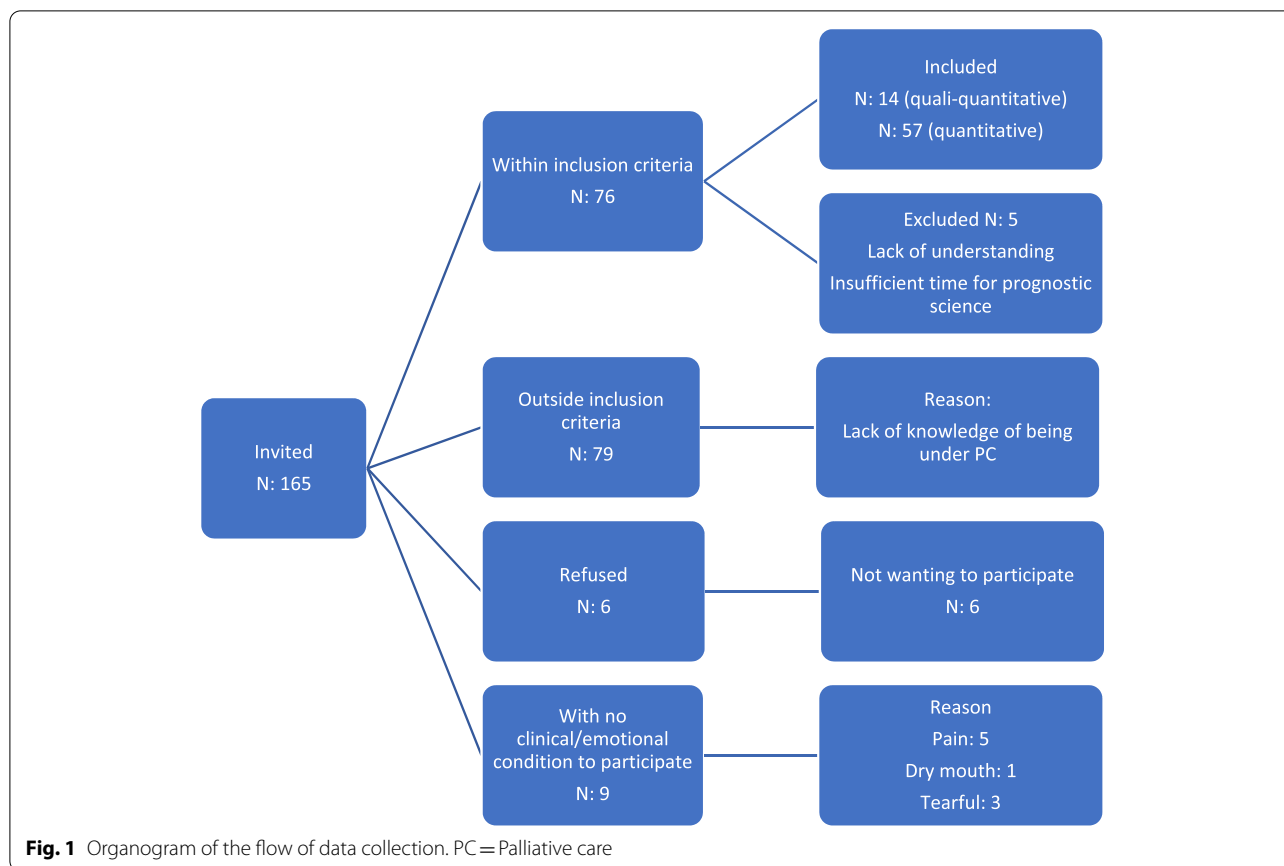 Invited
N: 165
Within inclusion criteria
N: 76
Included
N: 14 (quali-quantitative)
N: 57 (quantitative)
Excluded N: 5
Lack of understanding
Insufficient time for prognostic
science
Outside inclusion
criteria
N: 79
Reason:
Lack of knowledge of being
under PC
Refused
N: 6
Not wanting to participate
N: 6
With no
clinical/emotional
condition to participate
N: 9
Reason
Pain: 5
Dry mouth: 1
Tearful: 3
Fig. 1 Organogram of the flow of data collection. PC = Palliative care